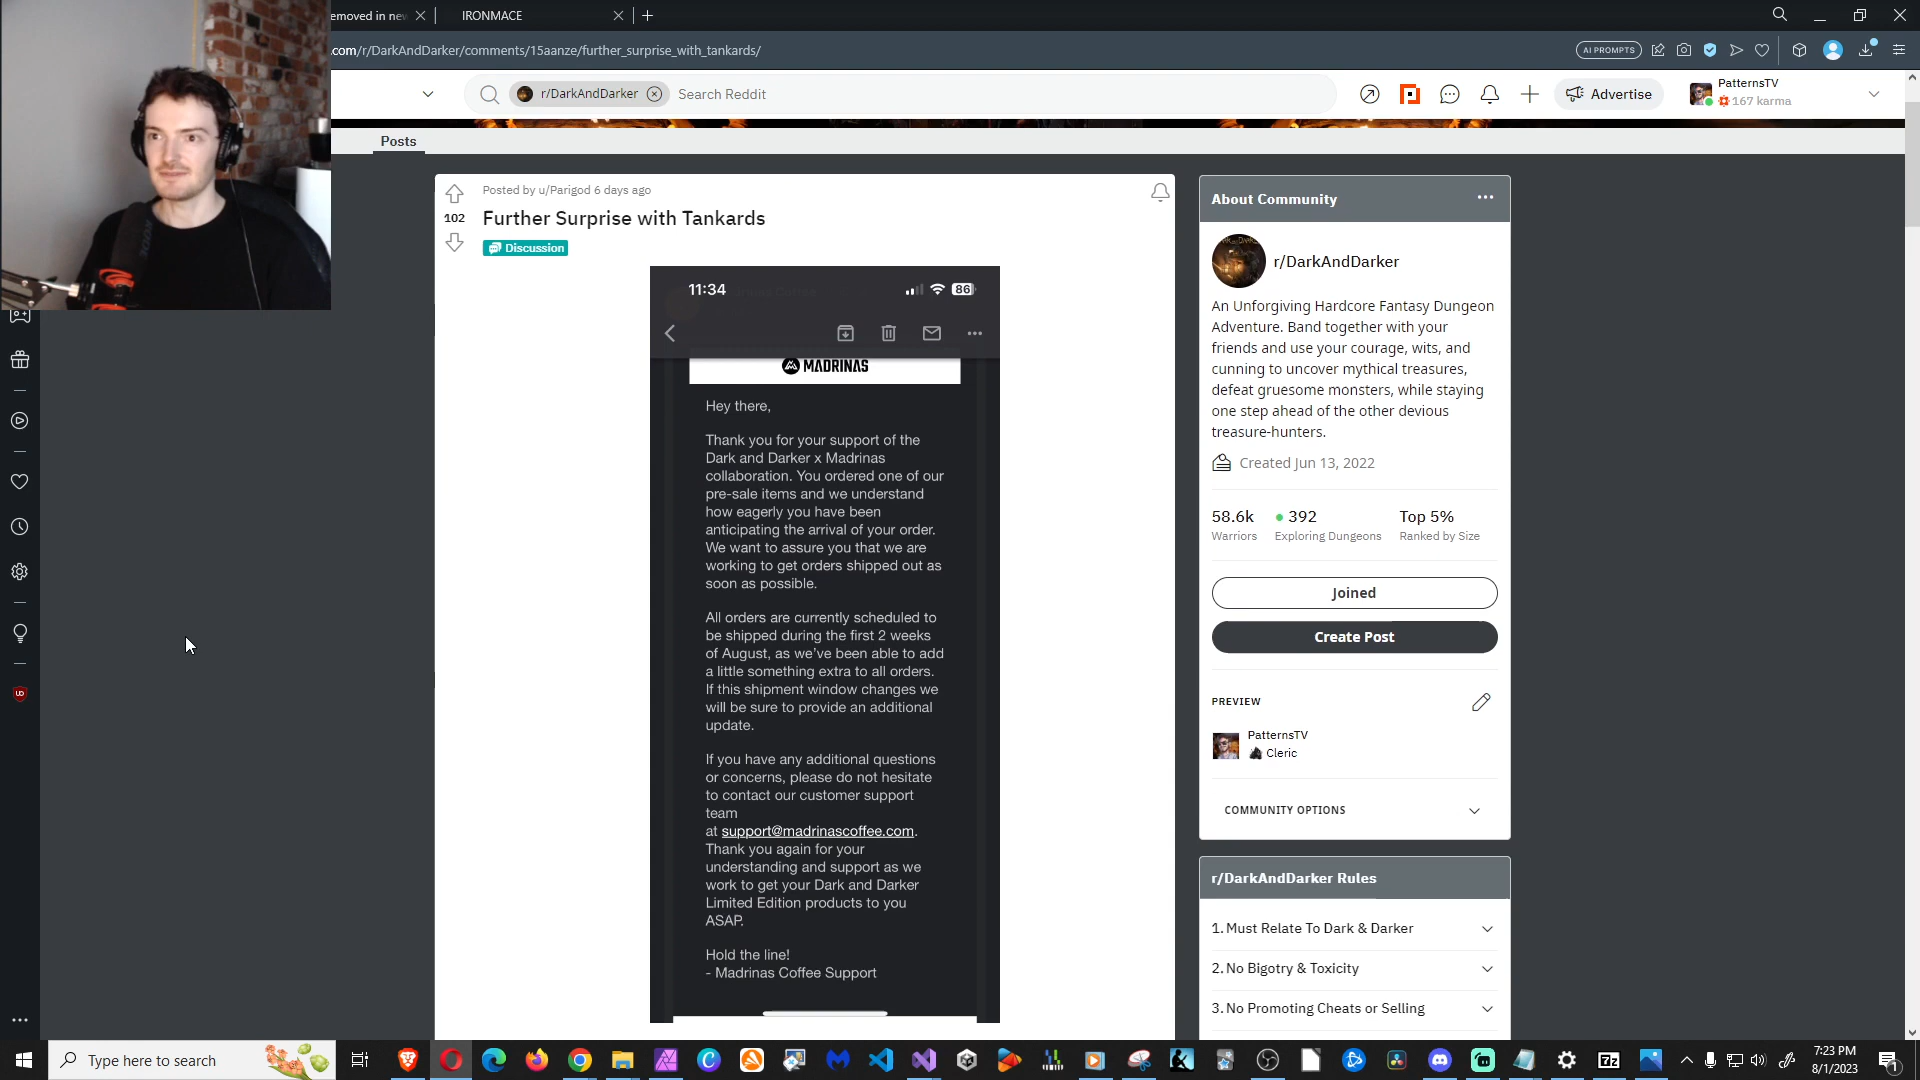 emoved in new
IRONMACE
.com/r/DarkAndDarker/comments/15aanze/further_surprise_with_tankards/
AI PROMPTS
r/DarkAndDarker
Search Reddit
Advertise
PatternsTV
167 karma
Posts
Posted by u/Parigod 6 days ago
102
Further Surprise with Tankards
Discussion
11:34
86
MADRINAS
Hey there,
Thank you for your support of the
Dark and Darker x Madrinas
collaboration. You ordered one of our
pre-sale items and we understand
how eagerly you have been
anticipating the arrival of your order.
We want to assure you that we are
working to get orders shipped out as
soon as possible.
All orders are currently scheduled to
be shipped during the first 2 weeks
of August, as we've been able to add
a little something extra to all orders.
If this shipment window changes we
will be sure to provide an additional
update.
If you have any additional questions
or concerns, please do not hesitate
to contact our customer support
team
at support@madrinascoffee.com.
Thank you again for your
understanding and support as we
work to get your Dark and Darker
Limited Edition products to you
ASAP.
Hold the line!
- Madrinas Coffee Support
About Community
r/DarkAndDarker
An Unforgiving Hardcore Fantasy Dungeon
Adventure. Band together with your
friends and use your courage, wits, and
cunning to uncover mythical treasures,
defeat gruesome monsters, while staying
one step ahead of the other devious
treasure-hunters.
Created Jun 13, 2022
58.6k
392
Top 5%
Warriors
Exploring Dungeons
Ranked by Size
Joined
Create Post
PREVIEW
PatternsTV
Cleric
COMMUNITY OPTIONS
r/DarkAndDarker Rules
1. Must Relate To Dark & Darker
2. No Bigotry & Toxicity
3. No Promoting Cheats or Selling
Type here to search
7:23 PM
8/1/2023